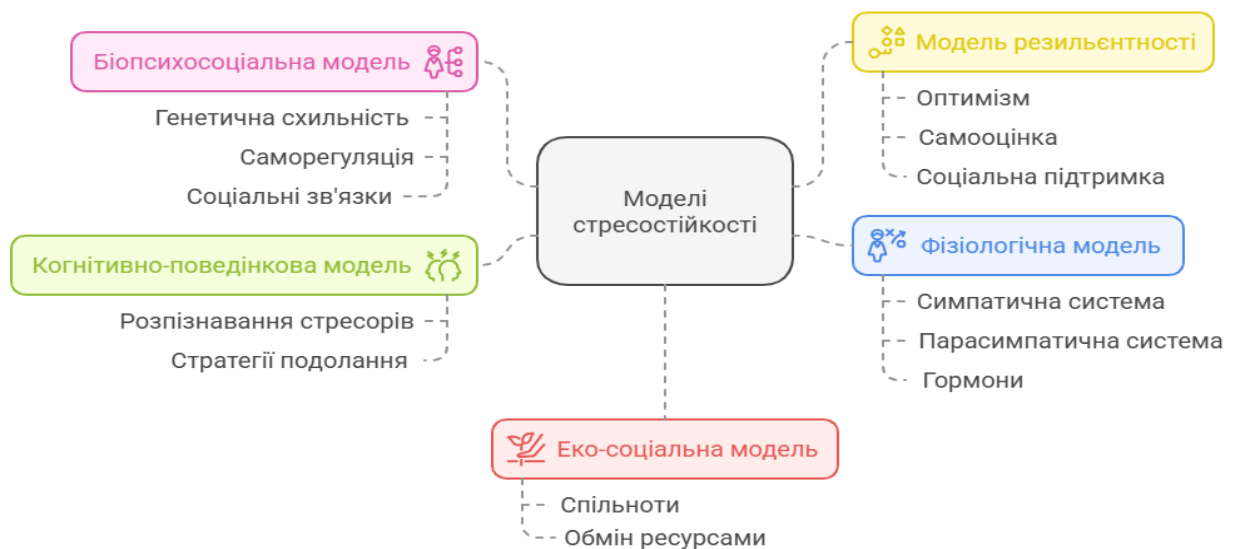 Моделі
стресостійкості
Біопсихосоціальна модель
Генетична схильність
Саморегуляція
Соціальні зв'язки
Когнітивно-поведінкова модель
Розпізнавання стресорів
Стратегії подолання
Модель резильєнтності
Оптимізм
Самооцінка
Соціальна підтримка
Фізіологічна модель
Симпатична система
Парасимпатична система
Гормони
Еко-соціальна модель
Спільноти
Обмін ресурсами